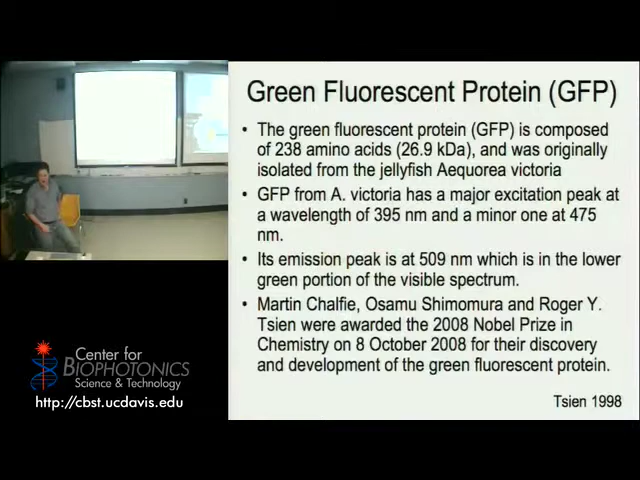 Green Fluorescent Protein (GFP)
• The green fluorescent protein (GFP) is composed
of 238 amino acids (26.9 kDa), and was originally
isolated from the jellyfish Aequorea victoria
• GFP from A. victoria has a major excitation peak at
a wavelength of 395 nm and a minor one at 475
nm.
• Its emission peak is at 509 nm which is in the lower
green portion of the visible spectrum.
• Martin Chalfie, Osamu Shimomura and Roger Y.
Tsien were awarded the 2008 Nobel Prize in
Chemistry on 8 October 2008 for their discovery
and development of the green fluorescent protein.
Tsien 1998
Center for
BIOPHOTONICS
Science & Technology
http://cbst.ucdavis.edu